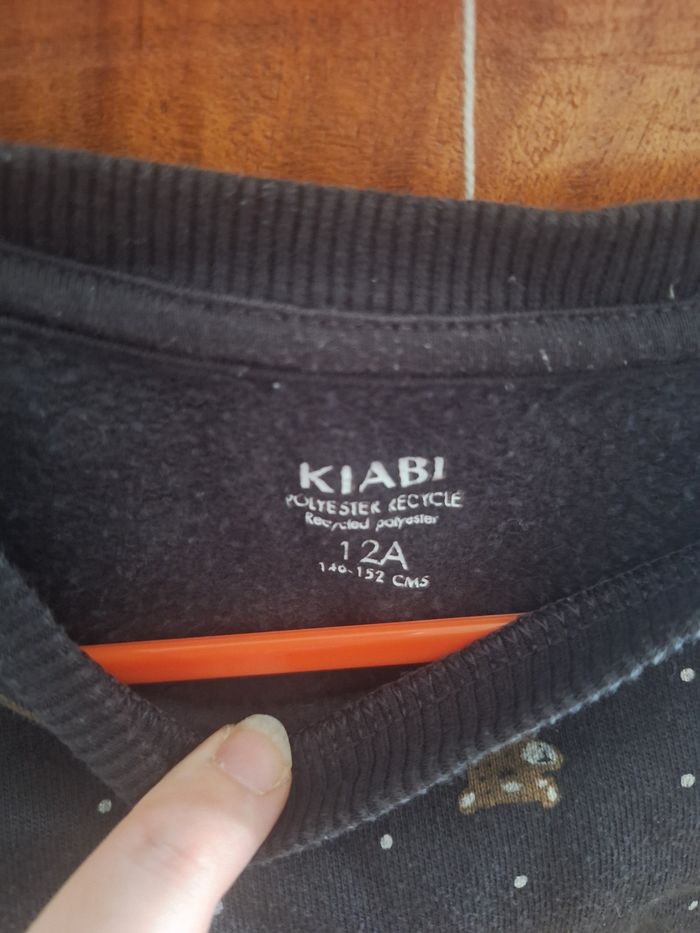 KIABI
POLYESTER RECYCLE
Recycled polyester
12A
146-152 CMS